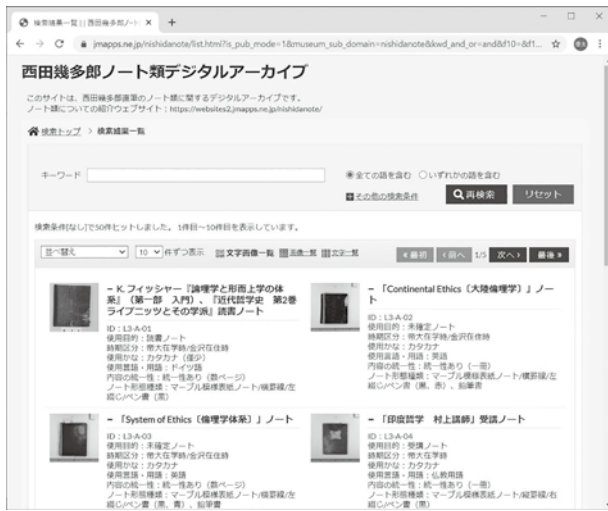 検索結果一覧 | 西田幾多郎ノート
jmapps.ne.jp/nishidanote/list.html?is_pub_mode=1&museum_sub_domain=nishidanote&kwd_and_or=and&df10=&df1...
西田幾多郎ノート類デジタルアーカイブ
このサイトは、西田幾多郎直筆のノート類に関するデジタルアーカイブです。
ノート類についての紹介ウェブサイト:https://websites2.jmapps.ne.jp/nishidanote/
検索トップ > 検索結果一覧
キーワード 全ての語を含む いずれかの語を含む
その他の検索条件 再検索 リセット
検索条件[なし]で50件ヒットしました。1件目~10件目を表示しています。
並べ替え 10 件ずつ表示 文字画像一覧 画像一覧 文字一覧 «最初 ‹前へ 1/5 次へ› 最後»
– K. フィッシャー『論理学と形而上学の体系』(第一部 入門)、『近代哲学史 第2巻 ライプニッツとその学派』読書ノート
ID:L3-A-01
使用目的:読書ノート
時期区分:帝大在学時/金沢在住時
使用かな:カタカナ(僅少)
使用言語・用語:ドイツ語
内容の統一性:統一性あり(数ページ)
ノート形態種類:マーブル模様表紙ノート/横罫線/左綴じ/ペン書(黒)
– 「Continental Ethics〔大陸倫理学〕」ノート
ID:L3-A-02
使用目的:未確定ノート
時期区分:帝大在学時/金沢在住時
使用かな:カタカナ
使用言語・用語:英語
内容の統一性:統一性あり(一冊)
ノート形態種類:マーブル模様表紙ノート/横罫線/左綴じ/ペン書(黒、赤)、鉛筆書
– 「System of Ethics〔倫理学体系〕」ノート
ID:L3-A-03
使用目的:未確定ノート
時期区分:帝大在学時/金沢在住時
使用かな:カタカナ
使用言語・用語:英語
内容の統一性:統一性あり(数ページ)
ノート形態種類:マーブル模様表紙ノート/横罫線/左綴じ/ペン書(黒、青)、鉛筆書
– 「印度哲学 村上講師」受講ノート
ID:L3-A-04
使用目的:受講ノート
時期区分:帝大在学時
使用かな:カタカナ
使用言語・用語:仏教用語
内容の統一性:統一性あり(一冊)
ノート形態種類:マーブル模様表紙ノート/縦罫線/右綴じ/ペン書(黒)